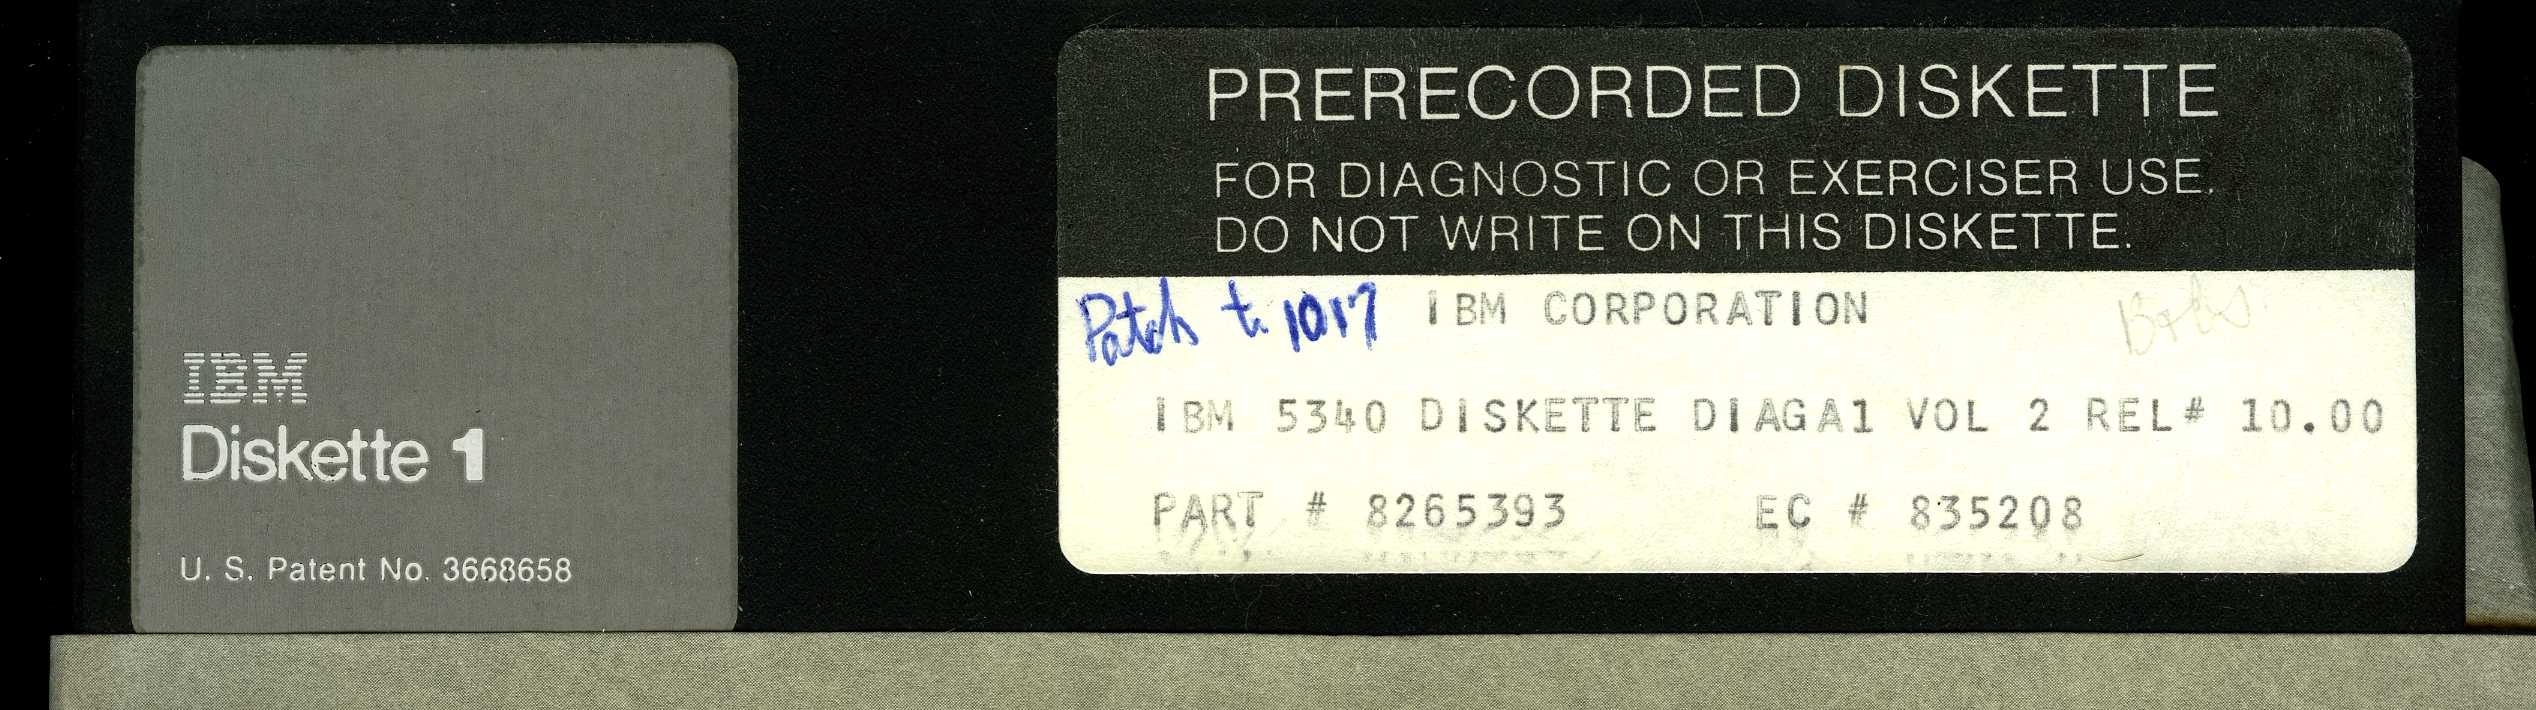 IBM
Diskette 1
U. S. Patent No. 3668658
PRERECORDED DISKETTE
FOR DIAGNOSTIC OR EXERCISER USE.
DO NOT WRITE ON THIS DISKETTE.
Patch to 1017
IBM CORPORATION
IBM 5340 DISKETTE DIAGA1 VOL 2 REL# 10.00
PART # 8265393 EC # 835208